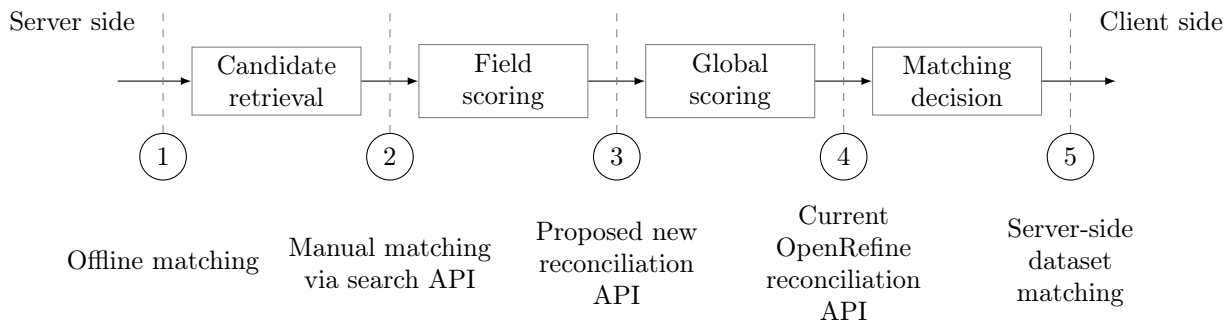 Server side
Client side
Candidate
retrieval
Field
scoring
Global
scoring
Matching
decision
1
2
3
4
5
Offline matching
Manual matching
via search API
Proposed new
reconciliation
API
Current
OpenRefine
reconciliation
API
Server-side
dataset
matching